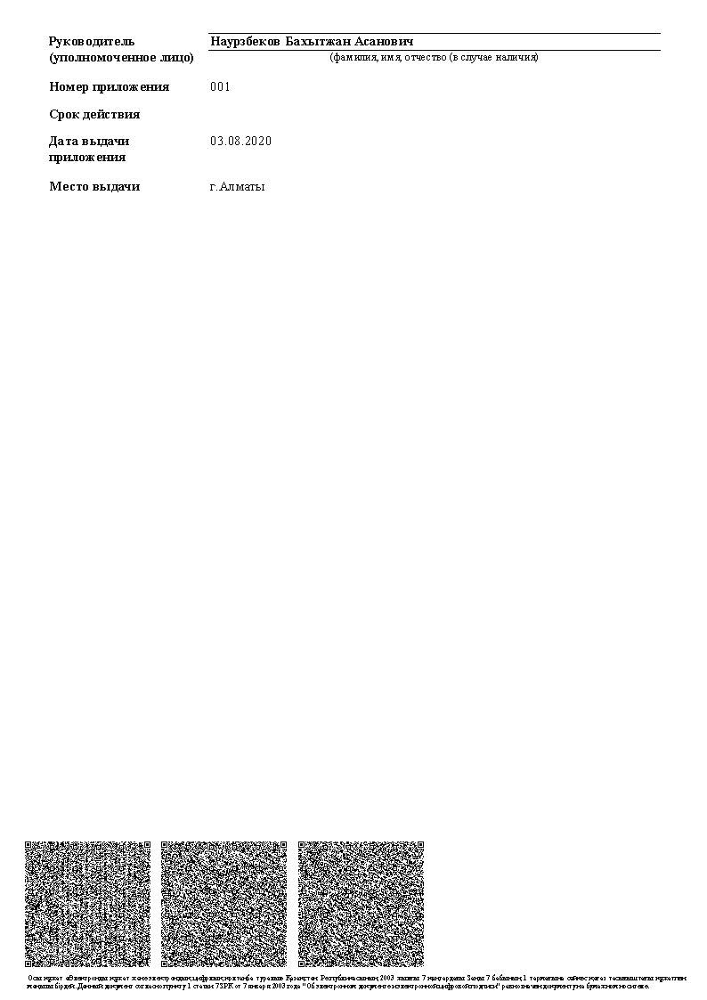 Руководитель Наурзбеков Бахытжан Асанович
(уполномоченное лицо) (фамилия, имя, отчество (в случае наличия)
Номер приложения 001
Срок действия
Дата выдачи 03.08.2020
приложения
Место выдачи г.Алматы
Осы құжат «Электронды құжат және электрондық цифрлық қолтаңба туралы» Қазақстан Республикасының 2003 жылғы 7 қаңтардағы Заңы 7 бабының 1 тармағына сәйкес қағаз тасығыштағы құжатпен
маңызы бірдей. Данный документ согласно пункту 1 статьи 7 ЗРК от 7 января 2003 года "Об электронном документе и электронной цифровой подписи" равнозначен документу на бумажном носителе.